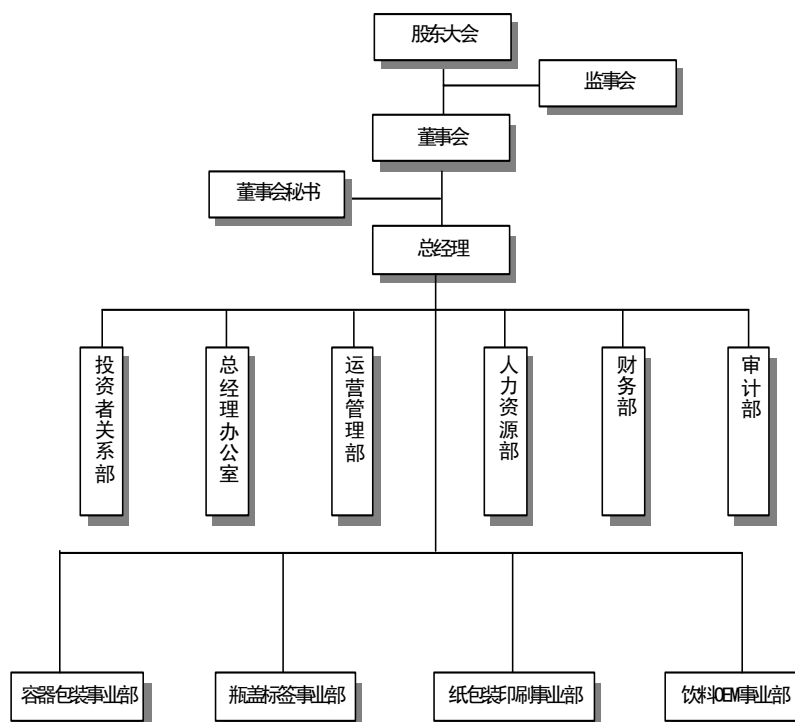 股东大会
监事会
董事会
董事会秘书
总经理
投资者关系部
总经理办公室
运营管理部
人力资源部
财务部
审计部
容器包装事业部
瓶盖标签事业部
纸包装印刷事业部
饮料OEM事业部